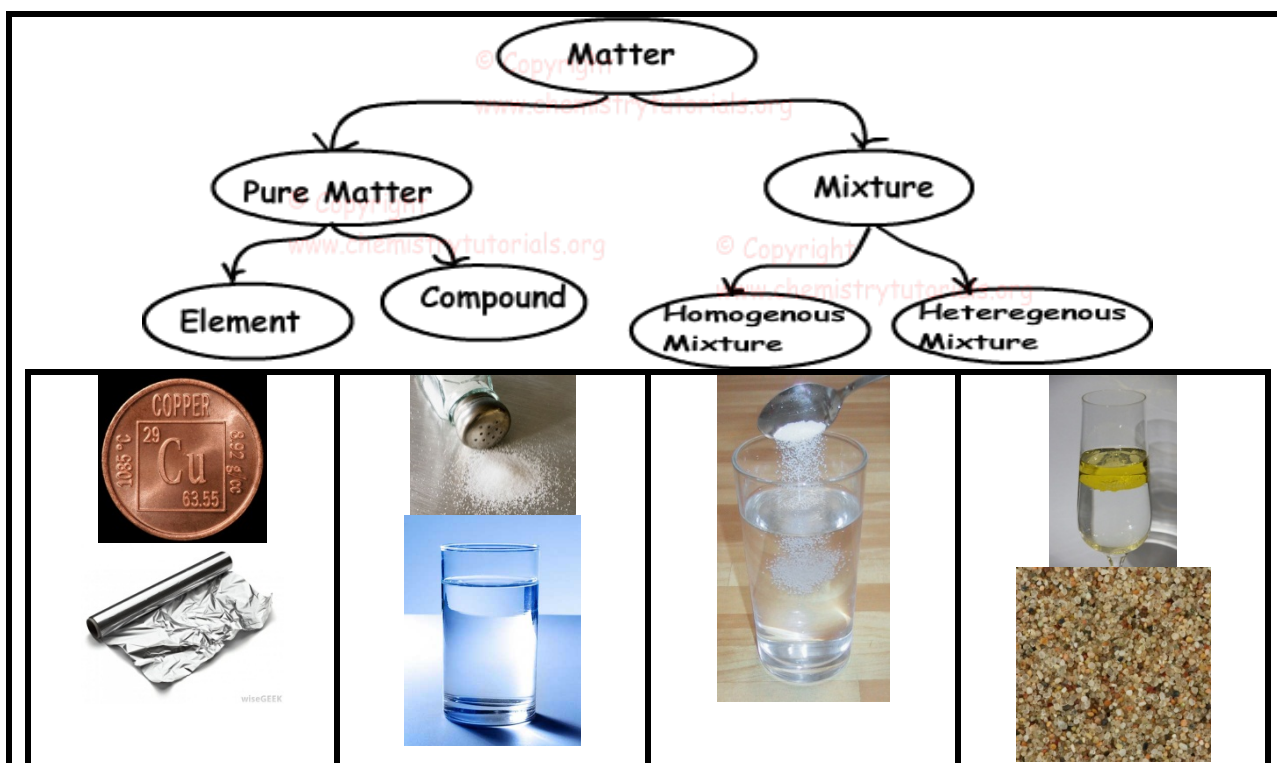 Matter
© Copyright
www.chemistrytutorials.org
Pure Matter
Mixture
© Copyright
www.chemistrytutorials.org
© Copyright
www.chemistrytutorials.org
Element
Compound
Homogenous
Mixture
Heteregenous
Mixture
COPPER
29
Cu
63.55
1085 °C
8.92 g/cc
wiseGEEK